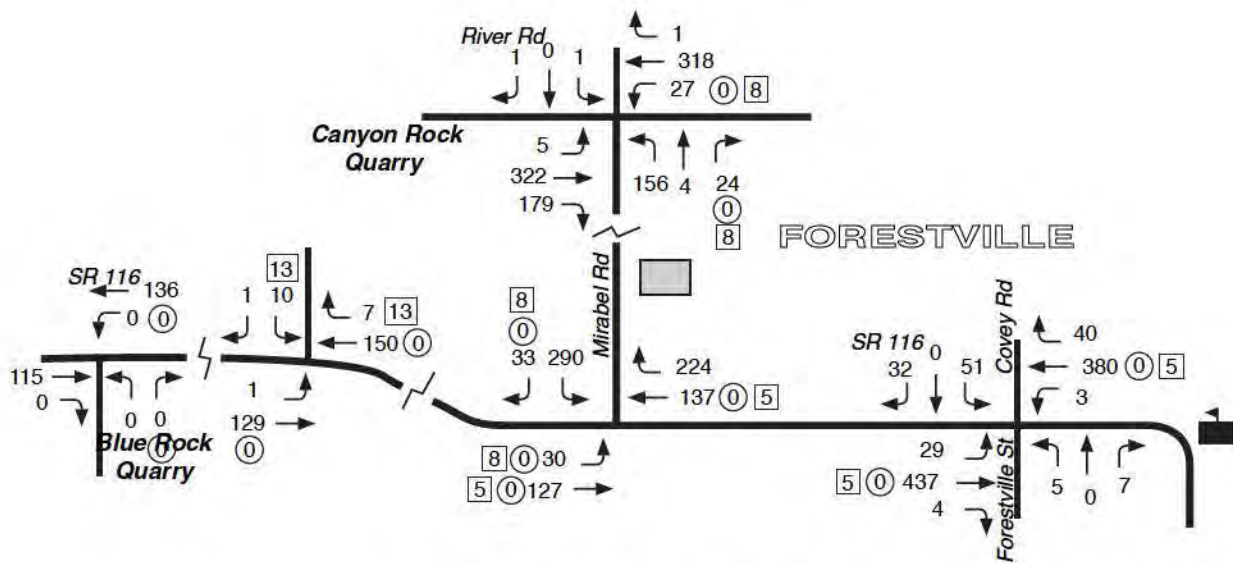 1
River Rd 0
1 1
318
27 0 8
Canyon Rock
Quarry
5
322
179
156 4 24
0
8
FORESTVILLE
Mirabel Rd
SR 116
136
0 0
1 10
13
7 13
150 0
115
0
0 0
0
Blue Rock
Quarry
1
129
0
8
0
33 290
224
137 0 5
8 0 30
5 0 127
SR 116
32 0 51
Covey Rd
40
380 0 5
3
29
5 0 437
4
Forestville St
5 0 7